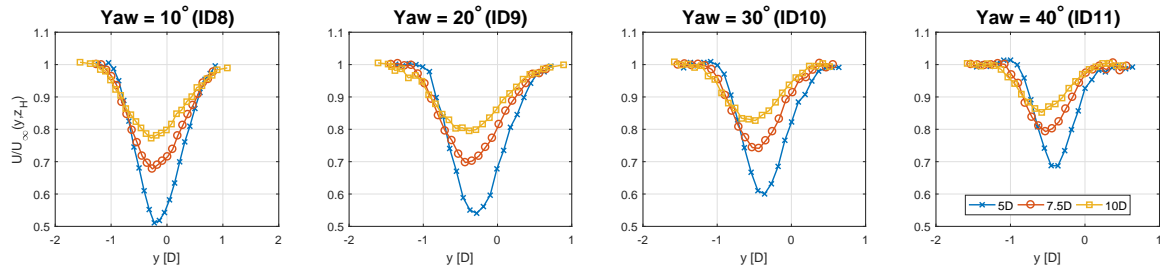 Yaw = 10° (ID8)
Yaw = 20° (ID9)
Yaw = 30° (ID10)
Yaw = 40° (ID11)
U/U∞ (y,zH)
1.1
1
0.9
0.8
0.7
0.6
0.5
-2 -1 0 1 2
y [D]
1.1
1
0.9
0.8
0.7
0.6
0.5
-2 -1 0 1
y [D]
1.1
1
0.9
0.8
0.7
0.6
0.5
-2 -1 0 1
y [D]
1.1
1
0.9
0.8
0.7
0.6
0.5
-2 -1 0 1
y [D]
5D 7.5D 10D